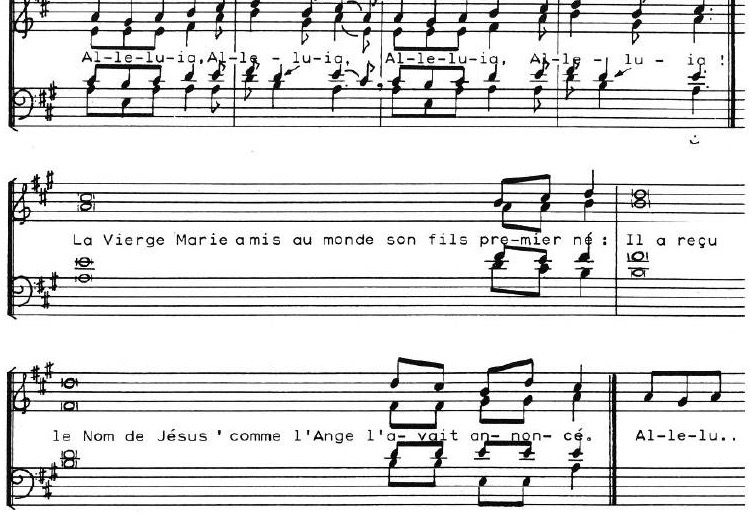 Al-le-lu-ia, Al-le - lu-ia, Al-le-lu-ia, Al-le - lu - ia !
La Vierge Marie a mis au monde son fils pre-mier né : Il a reçu
le Nom de Jésus ' comme l'Ange l'a- vait an- non- cé. Al-le-lu..